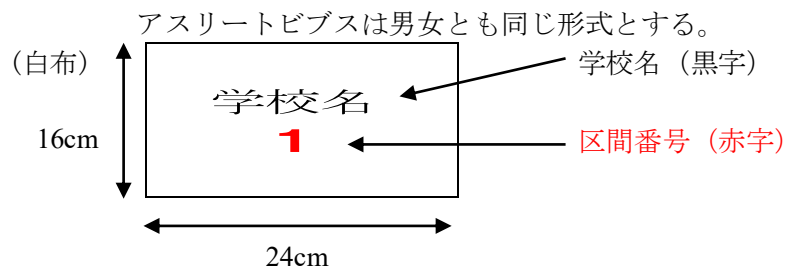 アスリートビブスは男女とも同じ形式とする。
（白布）
学校名（黒字）
学校名
16cm
1
区間番号（赤字）
24cm